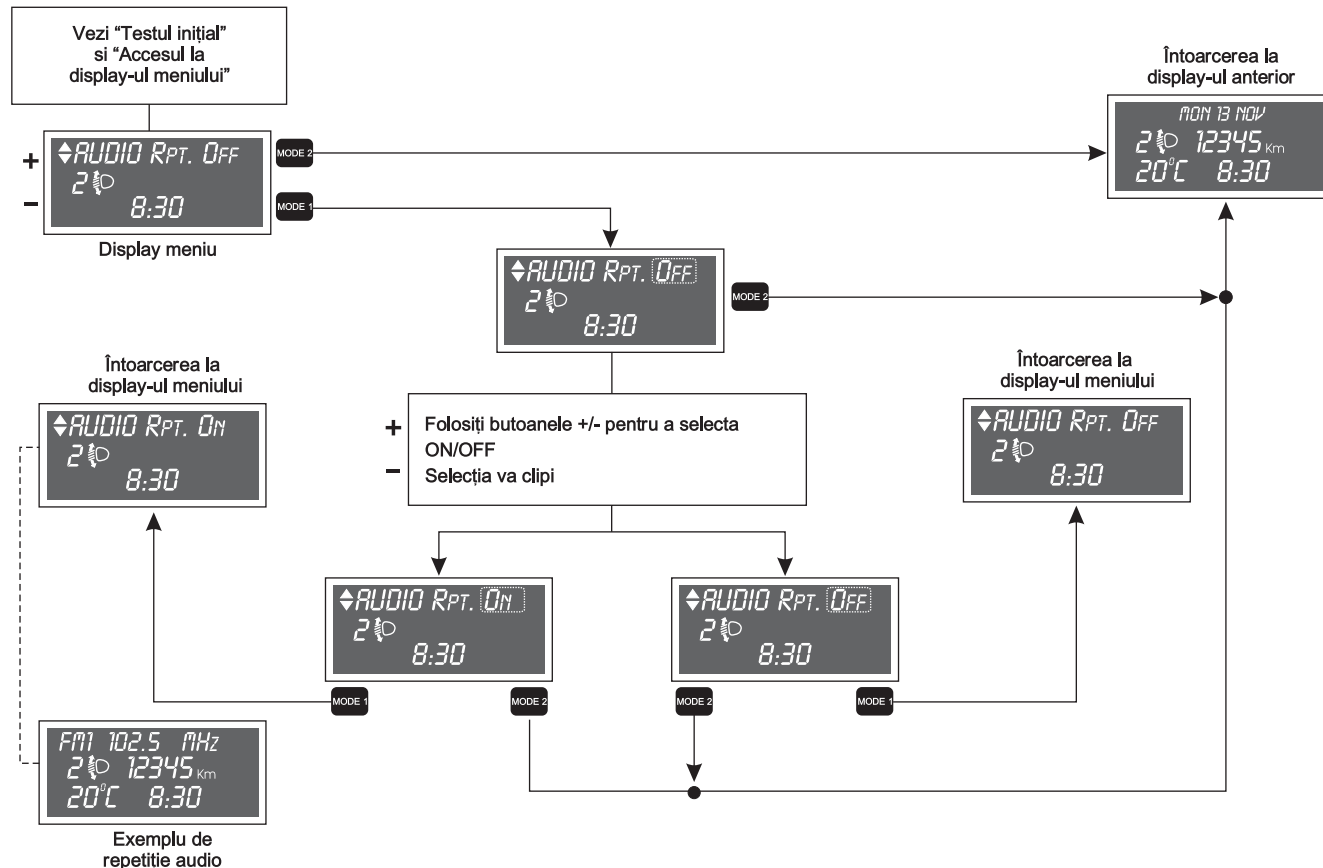 Vezi “Testul inițial”
si “Accesul la
display-ul meniului”
Întoarcerea la
display-ul anterior
MON 13 NOV
2 12345 Km
20°C 8:30
+
-
AUDIO RPT. OFF
2
8:30
MODE 2
MODE 1
Display meniu
AUDIO RPT. OFF
2
8:30
MODE 2
Întoarcerea la
display-ul meniului
AUDIO RPT. ON
2
8:30
+
-
Folosiți butoanele +/- pentru a selecta
ON/OFF
Selecția va clipi
Întoarcerea la
display-ul meniului
AUDIO RPT. OFF
2
8:30
AUDIO RPT. ON
2
8:30
MODE 1
MODE 2
AUDIO RPT. OFF
2
8:30
MODE 2
MODE 1
FM1 102.5 MHz
2 12345 Km
20°C 8:30
Exemplu de
repetitie audio